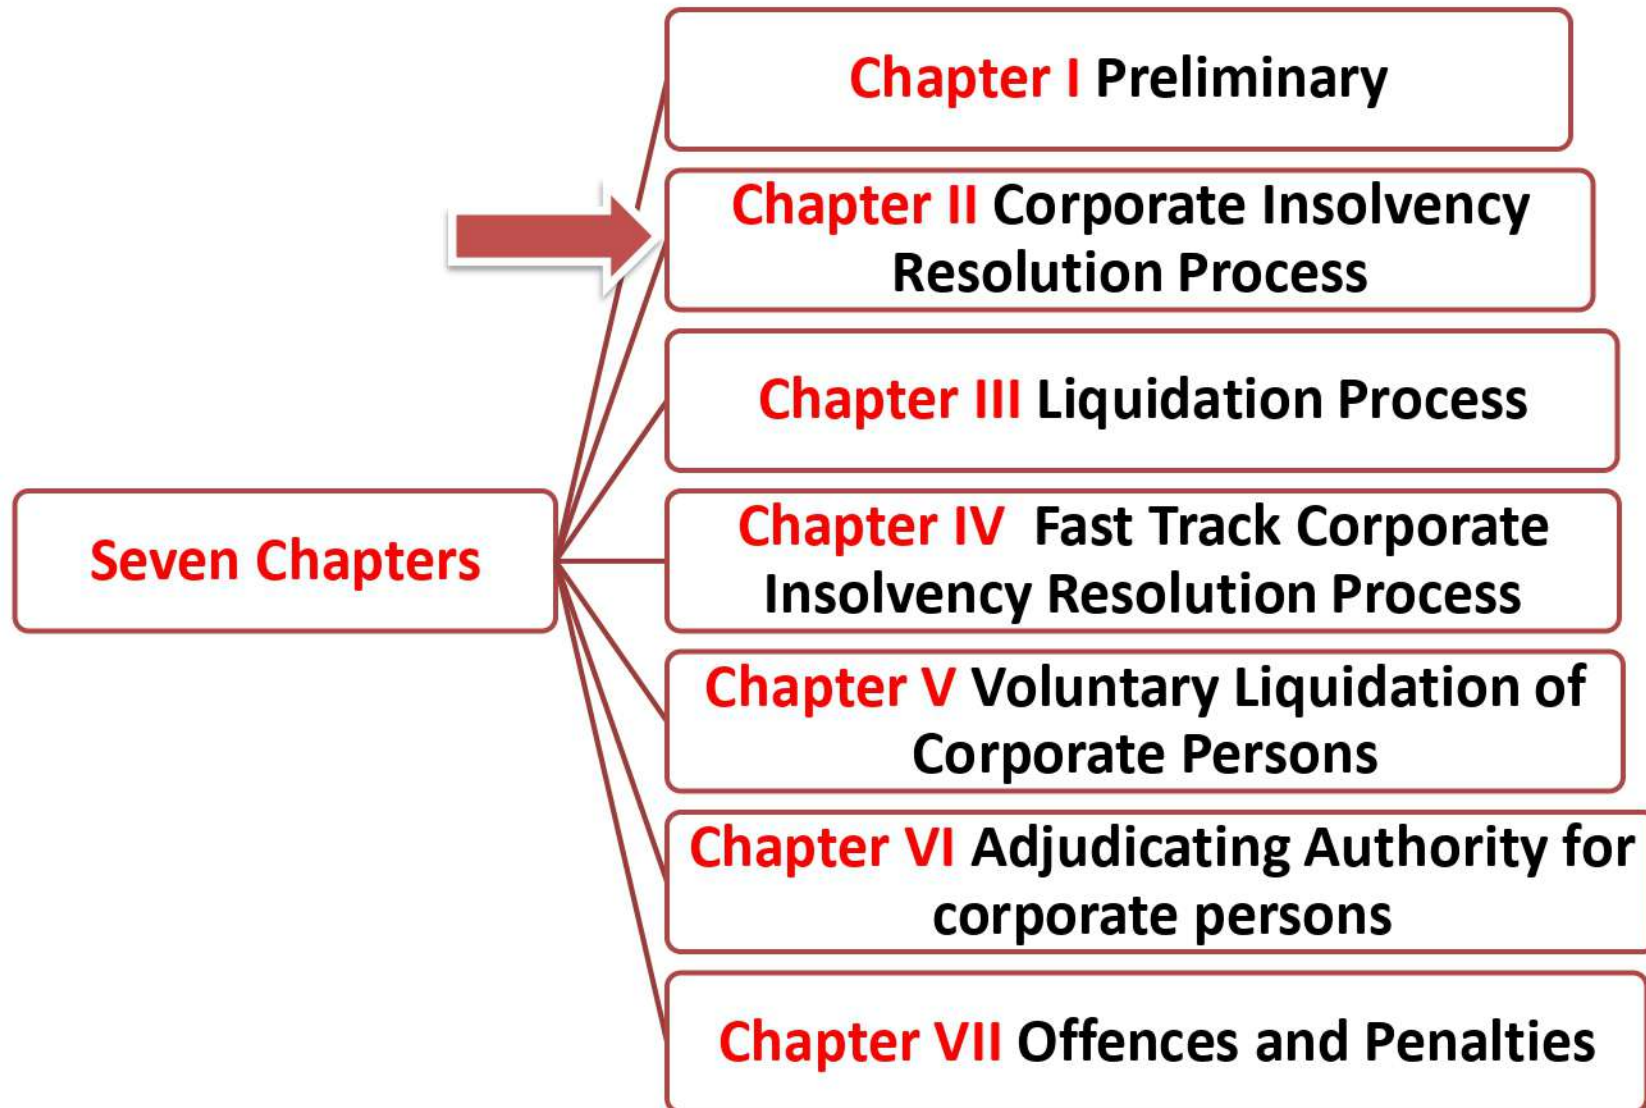 Chapter I Preliminary
Chapter II Corporate Insolvency
Resolution Process
Chapter III Liquidation Process
Seven Chapters
Chapter IV Fast Track Corporate
Insolvency Resolution Process
Chapter V Voluntary Liquidation of
Corporate Persons
Chapter VI Adjudicating Authority for
corporate persons
Chapter VII Offences and Penalties